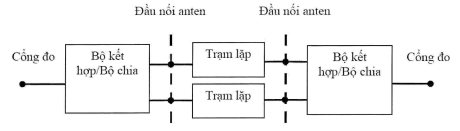 Đầu nối anten
Đầu nối anten
Cổng đo
Bộ kết
hợp/Bộ chia
Trạm lặp
Trạm lặp
Bộ kết
hợp/Bộ chia
Cổng đo